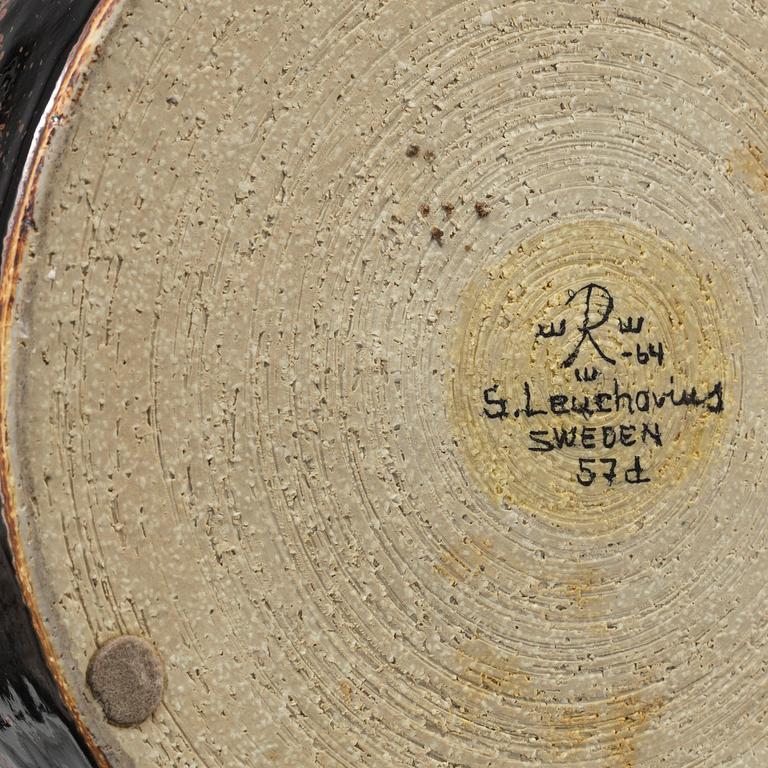 R
-64
S. Leuchovius
SWEDEN
57d